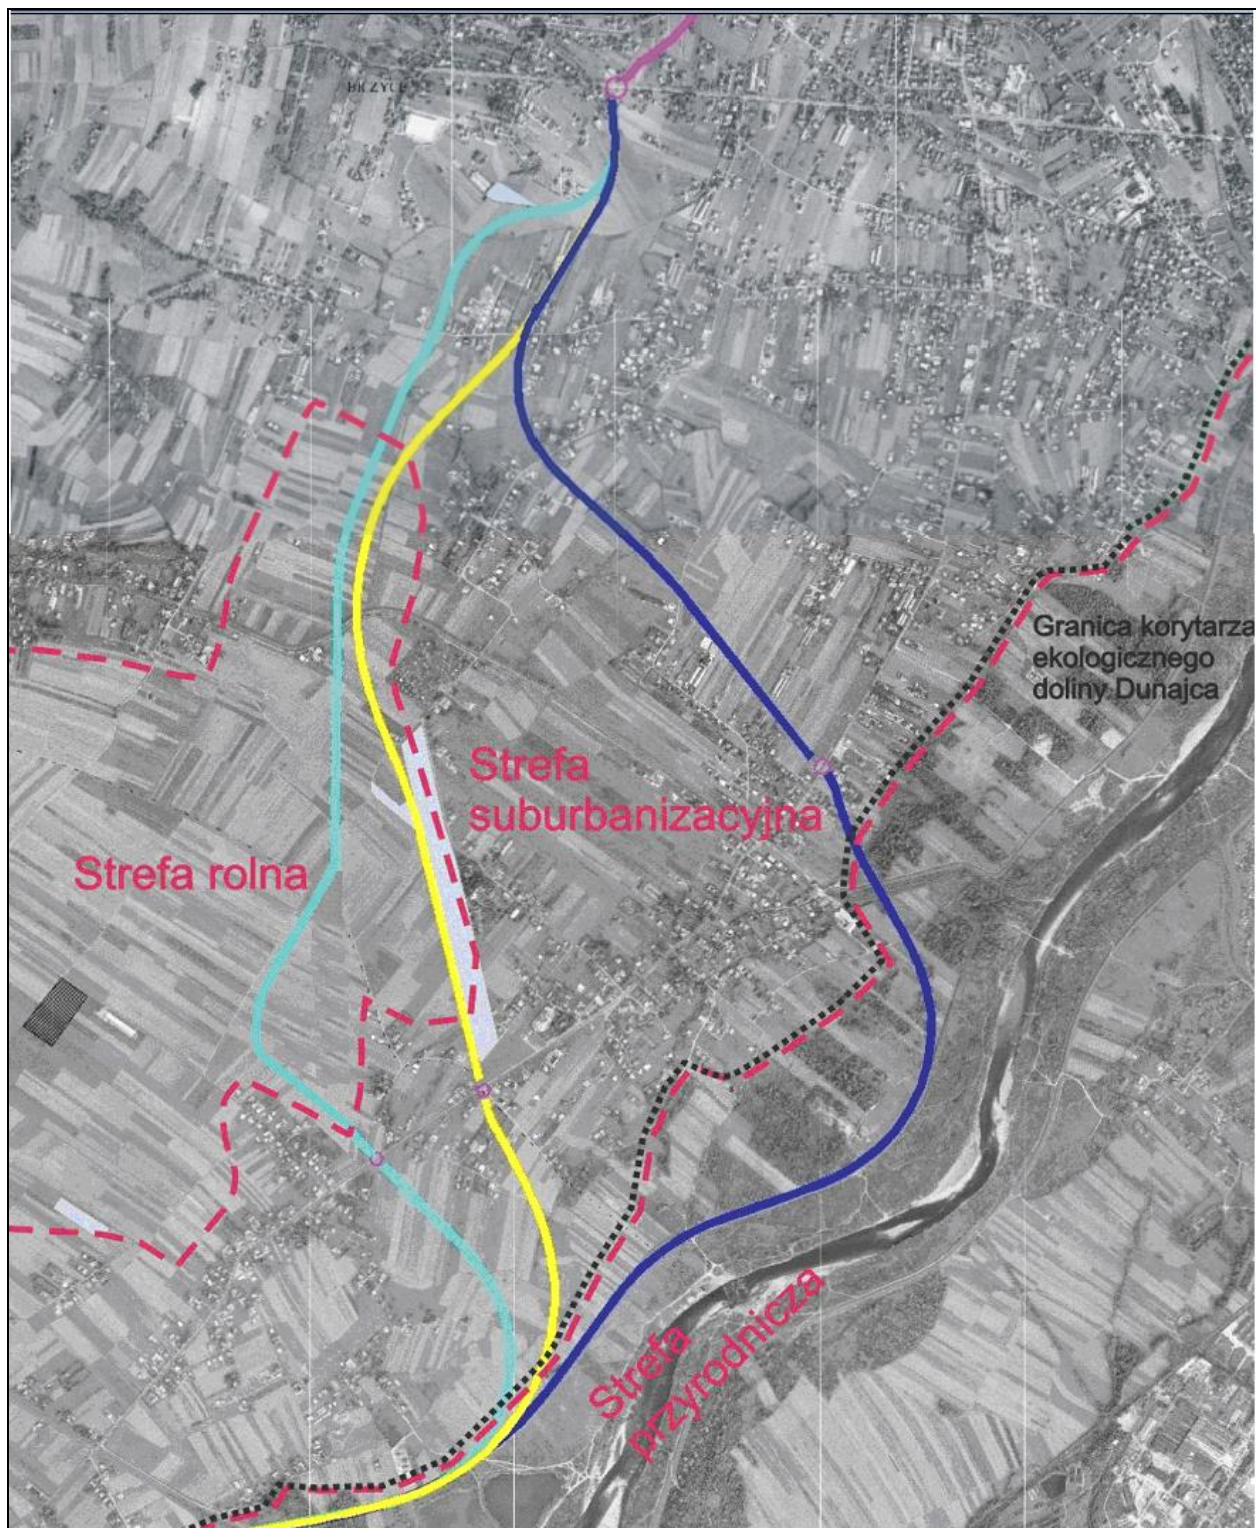 Granica korytarza
ekologicznego
doliny Dunajca
Strefa
suburbanizacyjna
Strefa rolna
Strefa
przyrodnicza